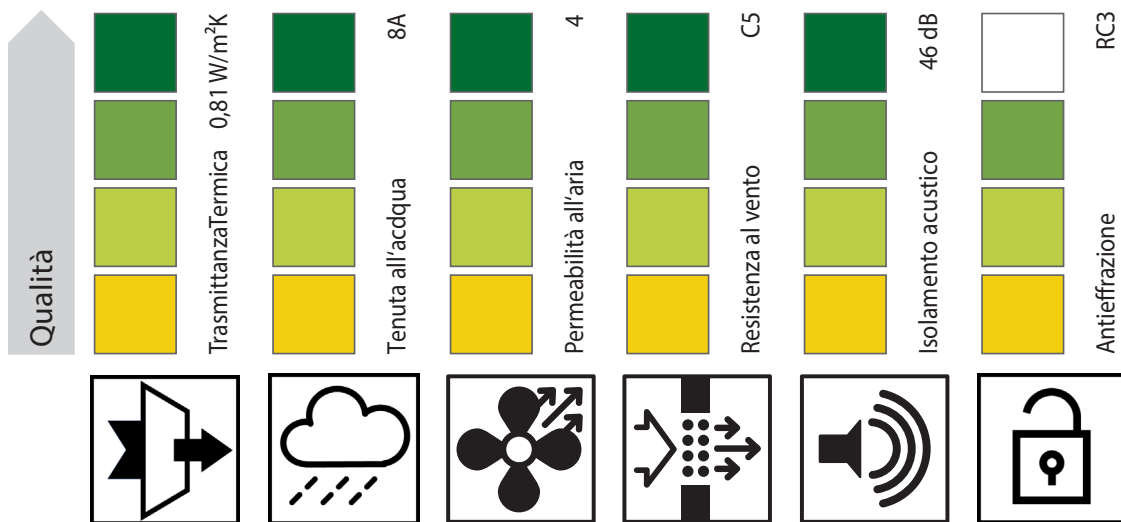 Qualità
TrasmittanzaTermica 0,81 W/m²K
Tenuta all'acdqua 8A
Permeabilità all'aria 4
Resistenza al vento C5
Isolamento acustico 46 dB
Antieffrazione RC3